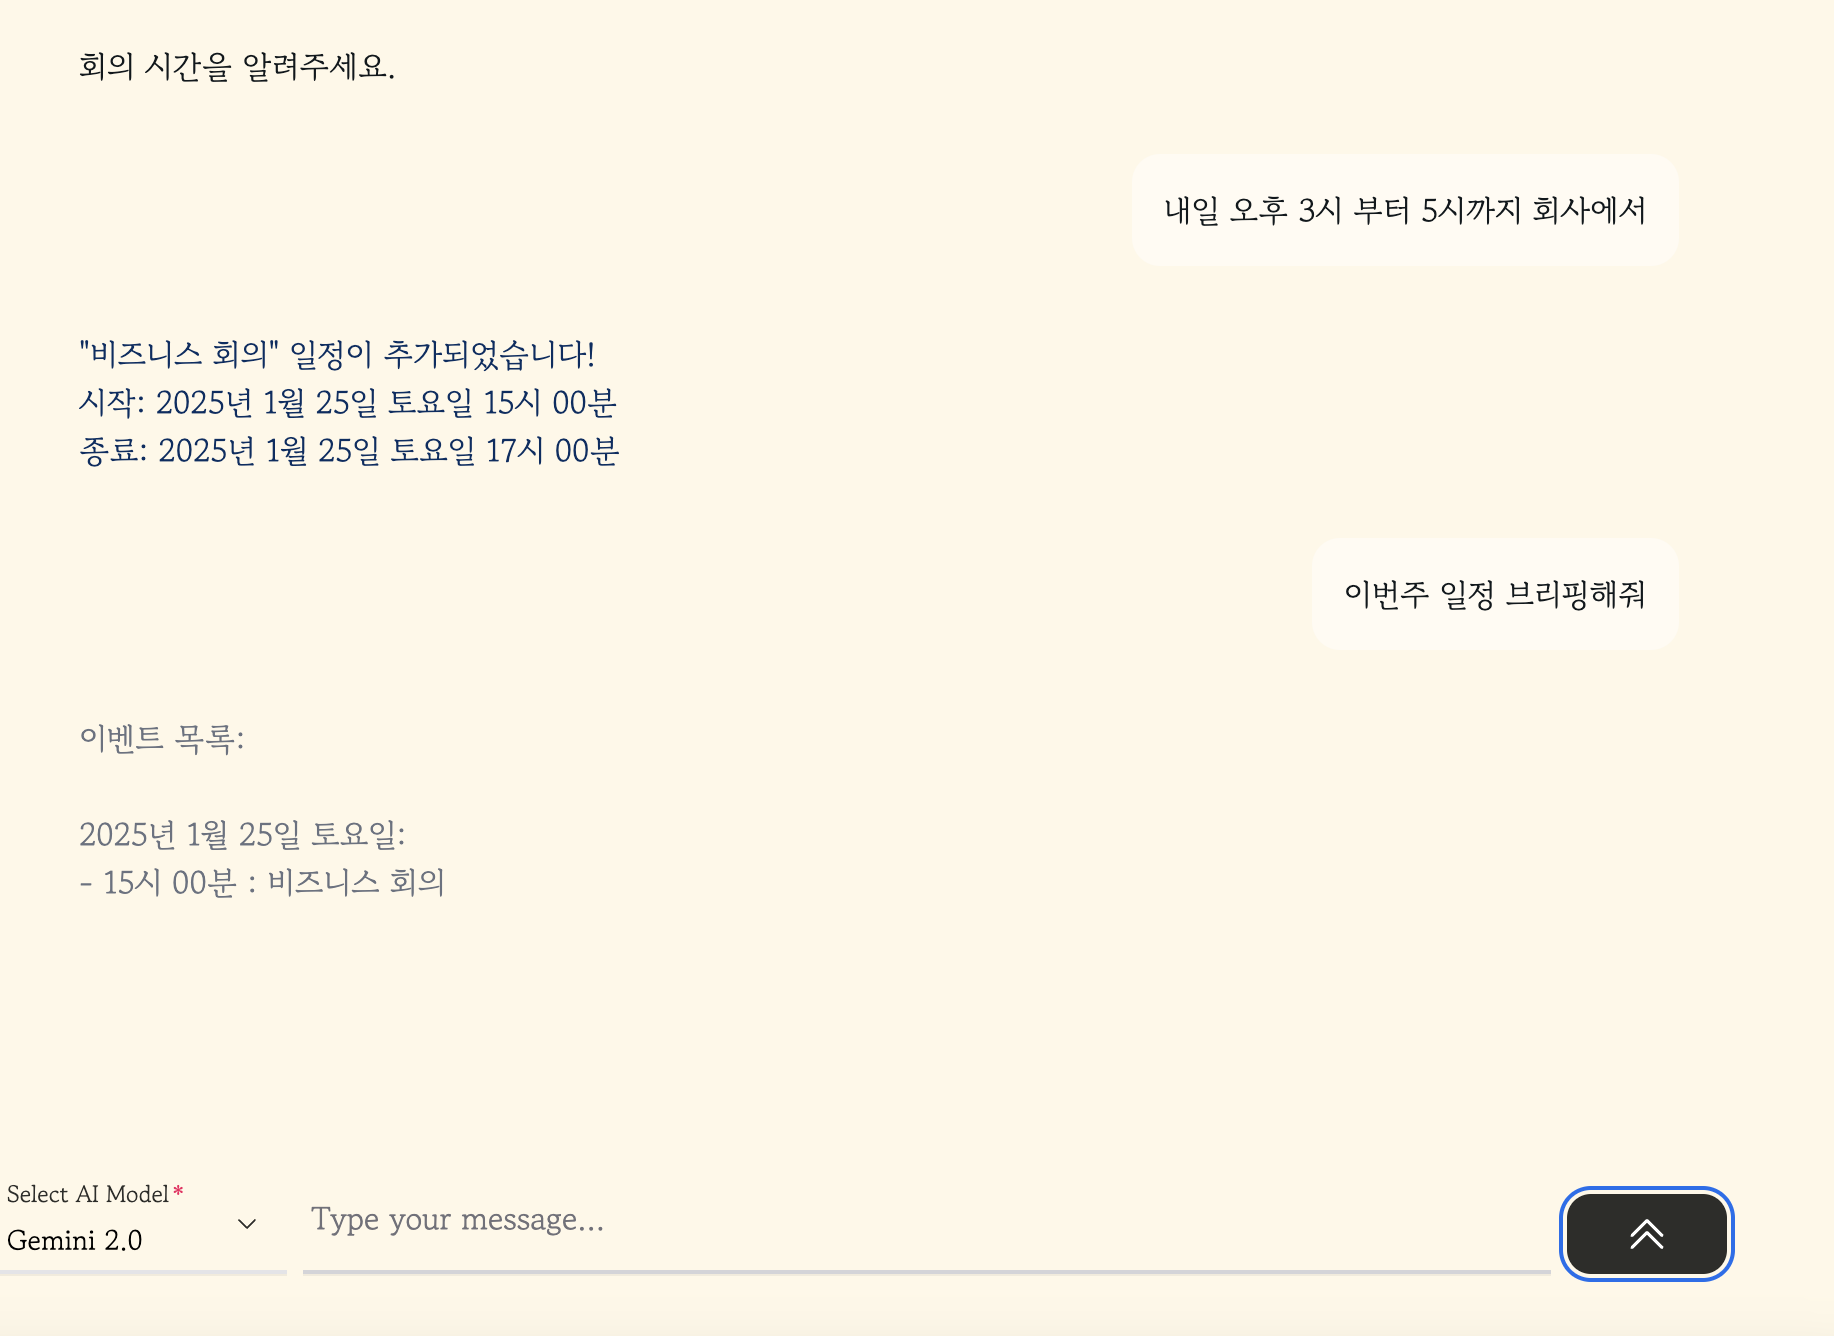 회의 시간을 알려주세요.
내일 오후 3시 부터 5시까지 회사에서
"비즈니스 회의" 일정이 추가되었습니다!
시작: 2025년 1월 25일 토요일 15시 00분
종료: 2025년 1월 25일 토요일 17시 00분
이번주 일정 브리핑해줘
이벤트 목록:
2025년 1월 25일 토요일:
- 15시 00분 : 비즈니스 회의
Select AI Model*
Gemini 2.0
Type your message...